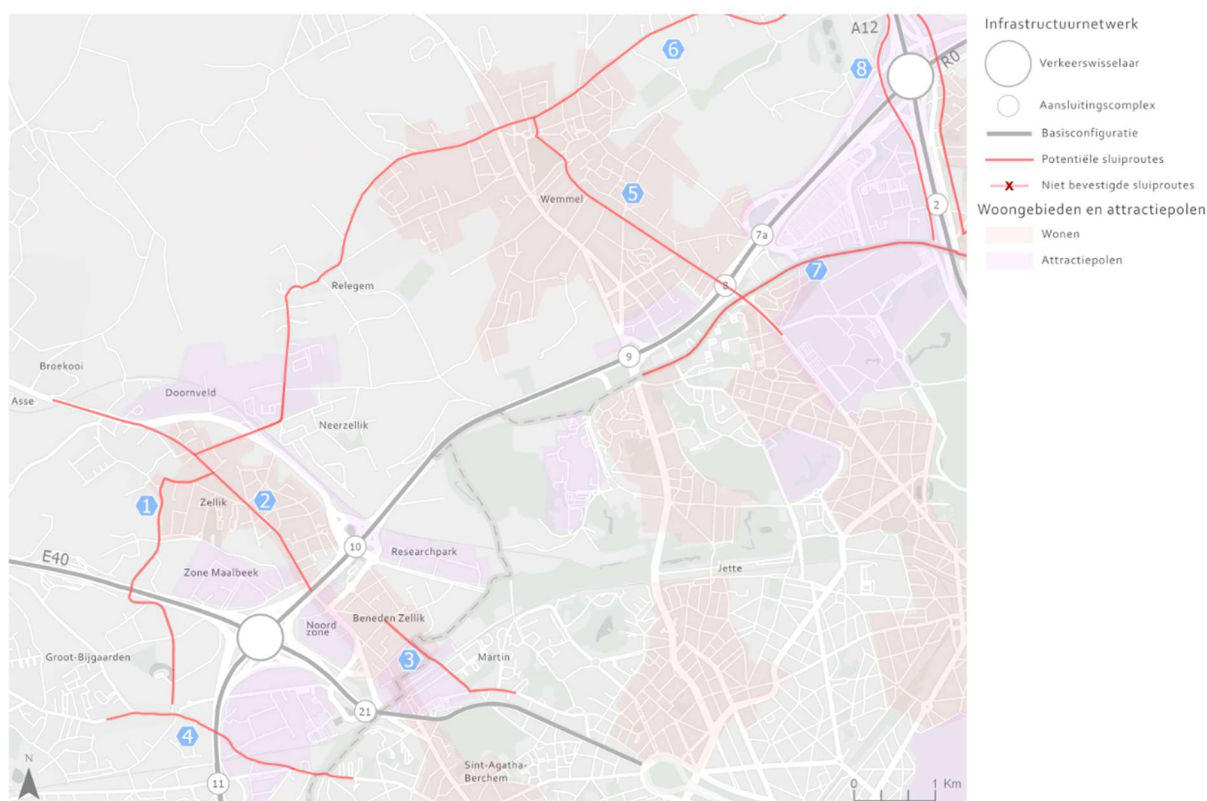 A12
R0
6
8
5
Wemmel
2
7a
7
8
Relegem
9
Broekooi
Doornveld
Asse
Neerzellik
1
Zellik
2
10
Researchpark
E40
Zone Maalbeek
Jette
Noord
zone
Beneden Zellik
Groot-Bijgaarden
3
Martin
21
4
Sint-Agatha-
Berchem
11
N
0 1 Km
Infrastructuurnetwerk
Verkeerswisselaar
Aansluitingscomplex
Basisconfiguratie
Potentiële sluiproutes
X Niet bevestigde sluiproutes
Woongebieden en attractiepolen
Wonen
Attractiepolen